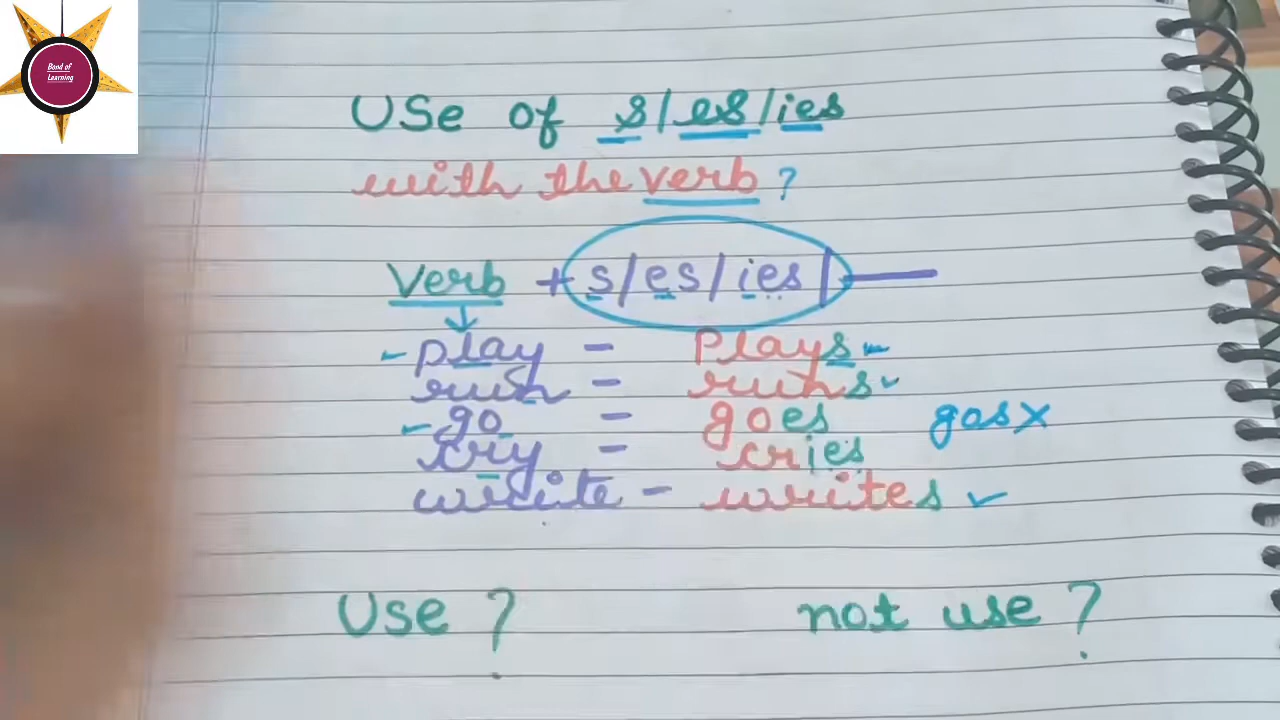 Band of
Learning
USe of s/es/ies
with the verb ?
Verb + s/es/ies/ —
play - Plays
run - runs
go - goes gos x
cry - cries
write - writes
Use ? not use ?